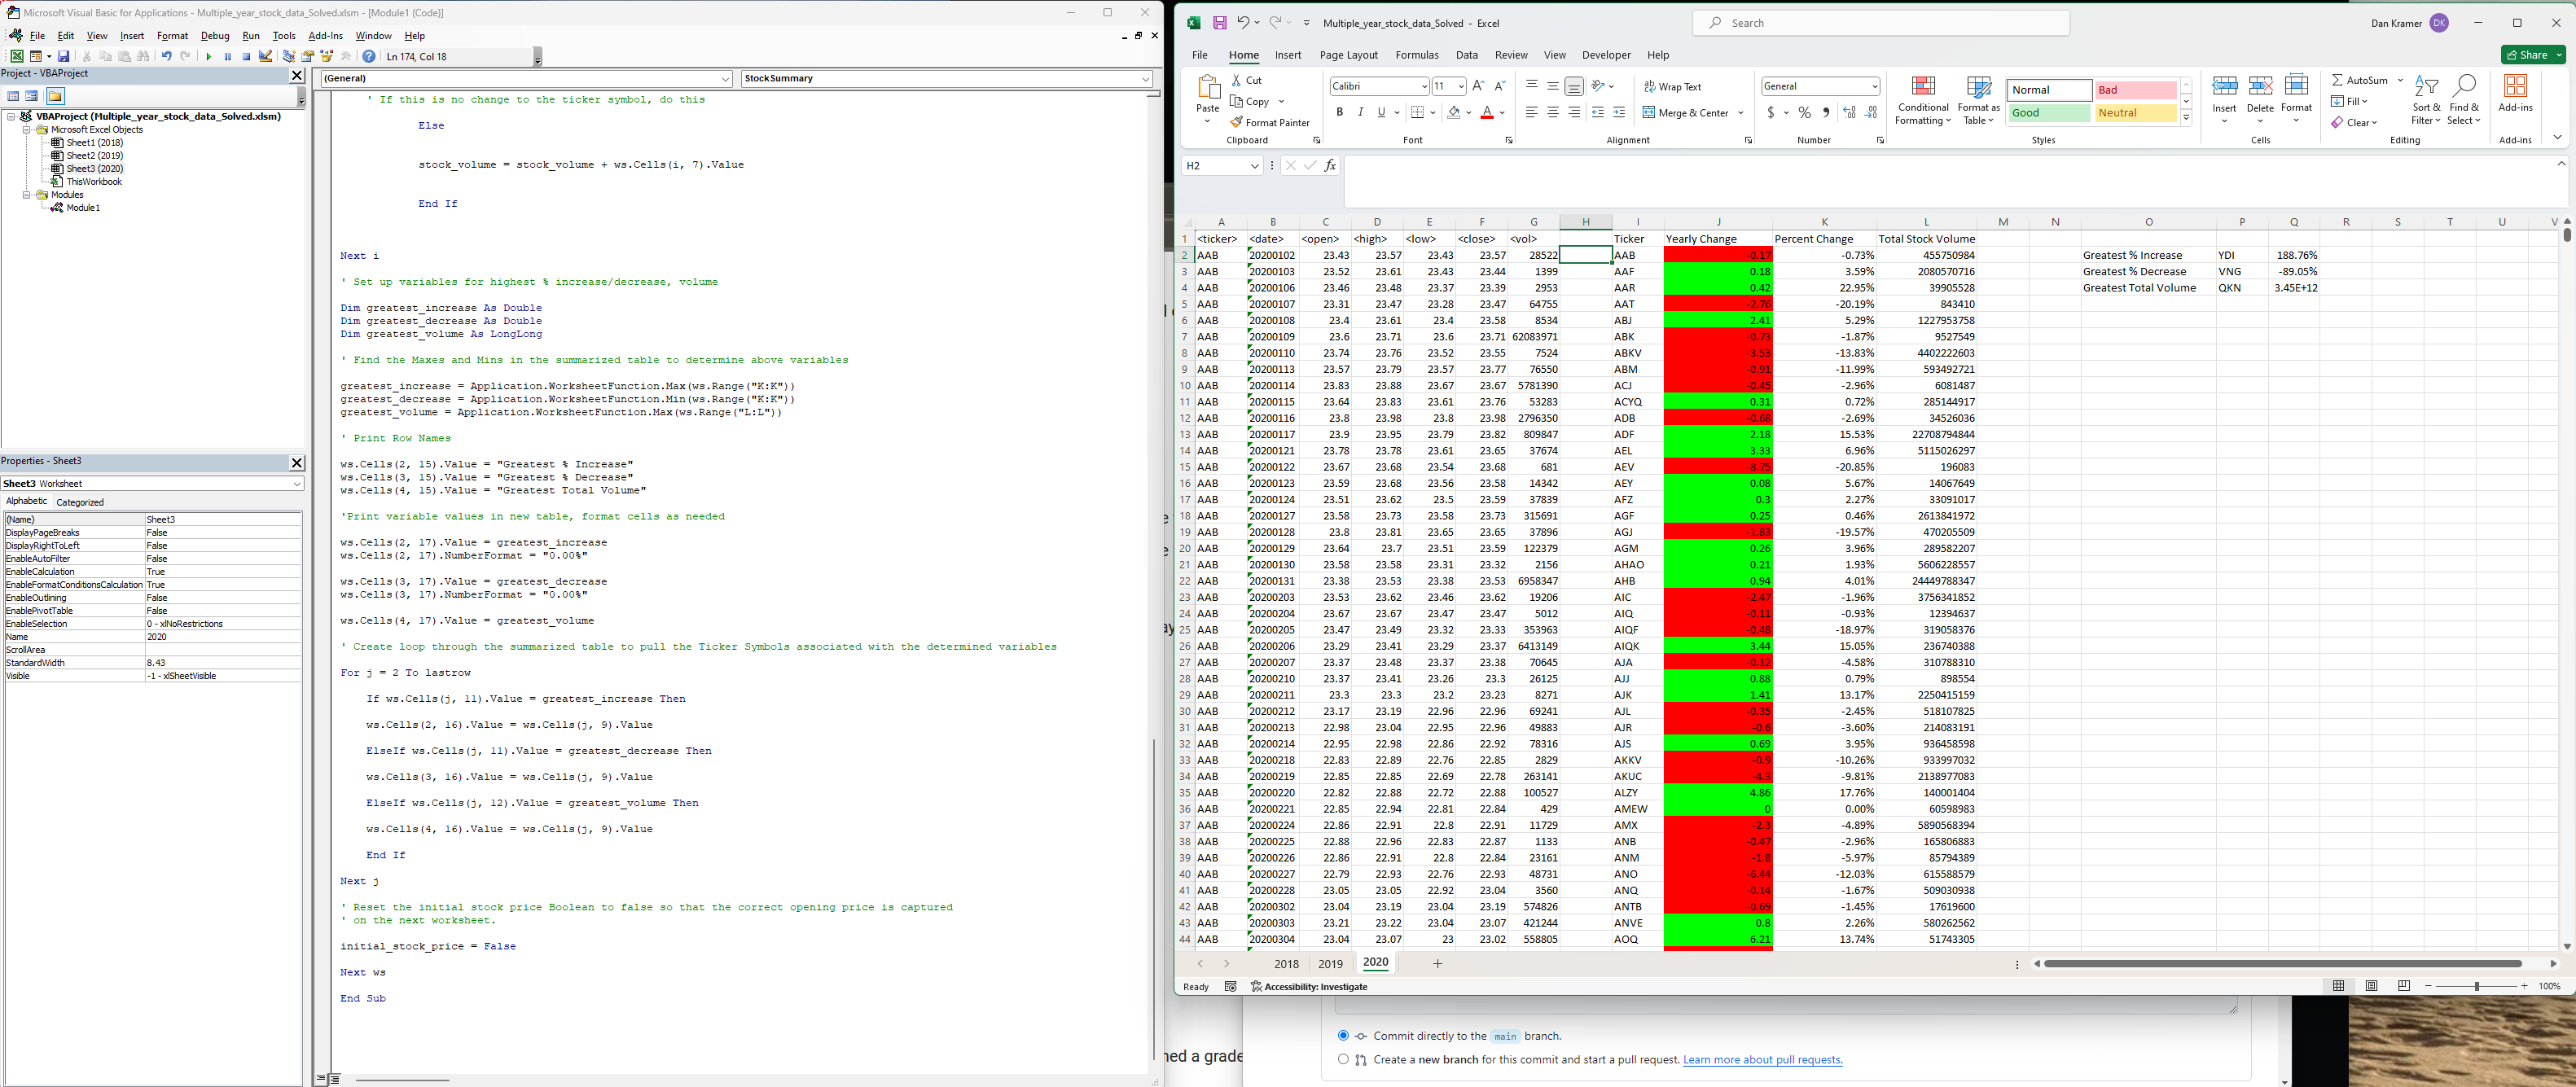 Microsoft Visual Basic for Applications - Multiple_year_stock_data_Solved.xlsm - [Module1 (Code)]
File Edit View Insert Format Debug Run Tools Add-Ins Window Help
Ln 174, Col 18
Project - VBAProject
VBAProject (Multiple_year_stock_data_Solved.xlsm)
Microsoft Excel Objects
Sheet1 (2018)
Sheet2 (2019)
Sheet3 (2020)
ThisWorkbook
Modules
Module1
Properties - Sheet3
Sheet3 Worksheet
Alphabetic Categorized
(Name) Sheet3
DisplayPageBreaks False
DisplayRightToLeft False
EnableAutoFilter False
EnableCalculation True
EnableFormatConditionsCalculation True
EnableOutlining False
EnablePivotTable False
EnableSelection 0 - xlNoRestrictions
Name 2020
ScrollArea
StandardWidth 8.43
Visible -1 - xlSheetVisible
(General) StockSummary
' If this is no change to the ticker symbol, do this
Else
stock_volume = stock_volume + ws.Cells(i, 7).Value
End If
Next i
' Set up variables for highest % increase/decrease, volume
Dim greatest_increase As Double
Dim greatest_decrease As Double
Dim greatest_volume As LongLong
' Find the Maxes and Mins in the summarized table to determine above variables
greatest_increase = Application.WorksheetFunction.Max(ws.Range("K:K"))
greatest_decrease = Application.WorksheetFunction.Min(ws.Range("K:K"))
greatest_volume = Application.WorksheetFunction.Max(ws.Range("L:L"))
' Print Row Names
ws.Cells(2, 15).Value = "Greatest % Increase"
ws.Cells(3, 15).Value = "Greatest % Decrease"
ws.Cells(4, 15).Value = "Greatest Total Volume"
'Print variable values in new table, format cells as needed
ws.Cells(2, 17).Value = greatest_increase
ws.Cells(2, 17).NumberFormat = "0.00%"
ws.Cells(3, 17).Value = greatest_decrease
ws.Cells(3, 17).NumberFormat = "0.00%"
ws.Cells(4, 17).Value = greatest_volume
' Create loop through the summarized table to pull the Ticker Symbols associated with the determined variables
For j = 2 To lastrow
If ws.Cells(j, 11).Value = greatest_increase Then
ws.Cells(2, 16).Value = ws.Cells(j, 9).Value
ElseIf ws.Cells(j, 11).Value = greatest_decrease Then
ws.Cells(3, 16).Value = ws.Cells(j, 9).Value
ElseIf ws.Cells(j, 12).Value = greatest_volume Then
ws.Cells(4, 16).Value = ws.Cells(j, 9).Value
End If
Next j
' Reset the initial stock price Boolean to false so that the correct opening price is captured
' on the next worksheet.
initial_stock_price = False
Next ws
End Sub
Multiple_year_stock_data_Solved - Excel
Search
Dan Kramer DK
File Home Insert Page Layout Formulas Data Review View Developer Help
Share
Paste Cut Copy Format Painter Clipboard
Calibri 11 B I U Font
Wrap Text Merge & Center Alignment
General $ % Number
Conditional Formatting Format as Table Normal Bad Good Neutral Styles
Insert Delete Format Cells
AutoSum Fill Clear Sort & Filter Find & Select Editing
Add-ins Add-ins
H2 fx
A B C D E F G H I J K L M N O P Q R S T U V
1 <ticker> <date> <open> <high> <low> <close> <vol> Ticker Yearly Change Percent Change Total Stock Volume
2 AAB 20200102 23.43 23.57 23.43 23.57 28522 AAB -0.17 -0.73% 455750984 Greatest % Increase YDI 188.76%
3 AAB 20200103 23.52 23.61 23.43 23.44 1399 AAF 0.18 3.59% 2080570716 Greatest % Decrease VNG -89.05%
4 AAB 20200106 23.46 23.48 23.37 23.39 2953 AAR 0.42 22.95% 39905528 Greatest Total Volume QKN 3.45E+12
5 AAB 20200107 23.31 23.47 23.28 23.47 64755 AAT -2.76 -20.19% 843410
6 AAB 20200108 23.4 23.61 23.4 23.58 8534 ABJ 2.41 5.29% 1227953758
7 AAB 20200109 23.6 23.71 23.6 23.71 62083971 ABK -0.73 -1.87% 9527549
8 AAB 20200110 23.74 23.76 23.52 23.55 7524 ABKV -3.53 -13.83% 4402222603
9 AAB 20200113 23.57 23.79 23.57 23.77 76550 ABM -0.91 -11.99% 593492721
10 AAB 20200114 23.83 23.88 23.67 23.67 5781390 ACJ -0.45 -2.96% 6081487
11 AAB 20200115 23.64 23.83 23.61 23.76 53283 ACYQ 0.31 0.72% 285144917
12 AAB 20200116 23.8 23.98 23.8 23.98 2796350 ADB -0.68 -2.69% 34526036
13 AAB 20200117 23.9 23.95 23.79 23.82 809847 ADF 2.18 15.53% 22708794844
14 AAB 20200121 23.78 23.78 23.61 23.65 37674 AEL 3.33 6.96% 5115026297
15 AAB 20200122 23.67 23.68 23.54 23.68 681 AEV -8.75 -20.85% 196083
16 AAB 20200123 23.59 23.68 23.56 23.58 14342 AEY 0.08 5.67% 14067649
17 AAB 20200124 23.51 23.62 23.5 23.59 37839 AFZ 0.3 2.27% 33091017
18 AAB 20200127 23.58 23.73 23.58 23.73 315691 AGF 0.25 0.46% 2613841972
19 AAB 20200128 23.8 23.81 23.65 23.65 37896 AGJ -1.83 -19.57% 470205509
20 AAB 20200129 23.64 23.7 23.51 23.59 122379 AGM 0.26 3.96% 289582207
21 AAB 20200130 23.58 23.58 23.31 23.32 2156 AHAO 0.21 1.93% 5606228557
22 AAB 20200131 23.38 23.53 23.38 23.53 6958347 AHB 0.94 4.01% 24449788347
23 AAB 20200203 23.53 23.62 23.46 23.62 19206 AIC -2.47 -1.96% 3756341852
24 AAB 20200204 23.67 23.67 23.47 23.47 5012 AIQ -0.11 -0.93% 12394637
25 AAB 20200205 23.47 23.49 23.32 23.33 353963 AIQF -0.48 -18.97% 319058376
26 AAB 20200206 23.29 23.41 23.29 23.37 6413149 AIQK 3.44 15.05% 236740388
27 AAB 20200207 23.37 23.48 23.37 23.38 70645 AJA -0.12 -4.58% 310788310
28 AAB 20200210 23.37 23.41 23.26 23.3 26125 AJJ 0.88 0.79% 898554
29 AAB 20200211 23.3 23.3 23.2 23.23 8271 AJK 1.41 13.17% 2250415159
30 AAB 20200212 23.17 23.19 22.96 22.96 69241 AJL -0.35 -2.45% 518107825
31 AAB 20200213 22.98 23.04 22.95 22.96 49883 AJR -0.6 -3.60% 214083191
32 AAB 20200214 22.95 22.98 22.86 22.92 78316 AJS 0.69 3.95% 936458598
33 AAB 20200218 22.83 22.89 22.76 22.85 2829 AKKV -0.9 -10.26% 933997032
34 AAB 20200219 22.85 22.85 22.69 22.78 263141 AKUC -4.3 -9.81% 2138977083
35 AAB 20200220 22.82 22.88 22.72 22.88 100527 ALZY 4.86 17.76% 140001404
36 AAB 20200221 22.85 22.94 22.81 22.84 429 AMEW 0 0.00% 60598983
37 AAB 20200224 22.86 22.91 22.8 22.91 11729 AMX -2.3 -4.89% 5890568394
38 AAB 20200225 22.88 22.96 22.83 22.87 1133 ANB -0.47 -2.96% 165806883
39 AAB 20200226 22.86 22.91 22.8 22.84 23161 ANM -1.8 -5.97% 85794389
40 AAB 20200227 22.79 22.93 22.76 22.93 48731 ANO -6.44 -12.03% 615588579
41 AAB 20200228 23.05 23.05 22.92 23.04 3560 ANQ -0.14 -1.67% 509030938
42 AAB 20200302 23.04 23.19 23.04 23.19 574826 ANTB -0.69 -1.45% 17619600
43 AAB 20200303 23.21 23.22 23.04 23.07 421244 ANVE 0.8 2.26% 580262562
44 AAB 20200304 23.04 23.07 23 23.02 558805 AOQ 6.21 13.74% 51743305
2018 2019 2020
Ready Accessibility: Investigate 100%
Commit directly to the main branch.
ned a grade
Create a new branch for this commit and start a pull request. Learn more about pull requests.